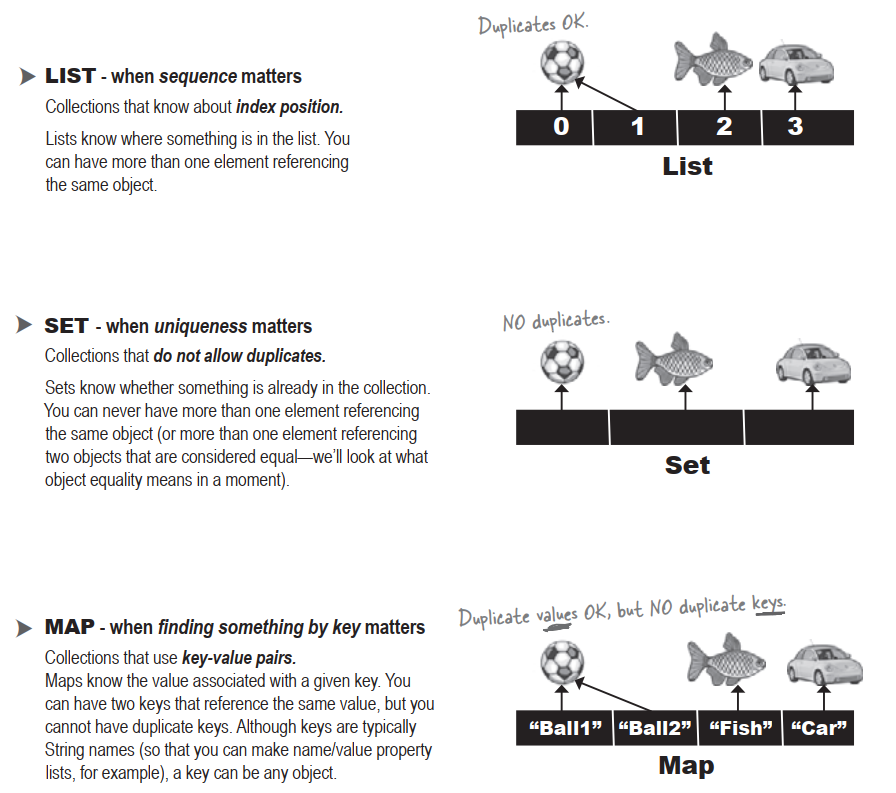 Duplicates OK.
LIST - when sequence matters
Collections that know about index position.
Lists know where something is in the list. You
can have more than one element referencing
the same object.
0 1 2 3
List
NO duplicates.
SET - when uniqueness matters
Collections that do not allow duplicates.
Sets know whether something is already in the collection.
You can never have more than one element referencing
the same object (or more than one element referencing
two objects that are considered equal—we'll look at what
object equality means in a moment).
Set
Duplicate values OK, but NO duplicate keys.
MAP - when finding something by key matters
Collections that use key-value pairs.
Maps know the value associated with a given key. You
can have two keys that reference the same value, but you
cannot have duplicate keys. Although keys are typically
String names (so that you can make name/value property
lists, for example), a key can be any object.
“Ball1” “Ball2” “Fish” “Car”
Map